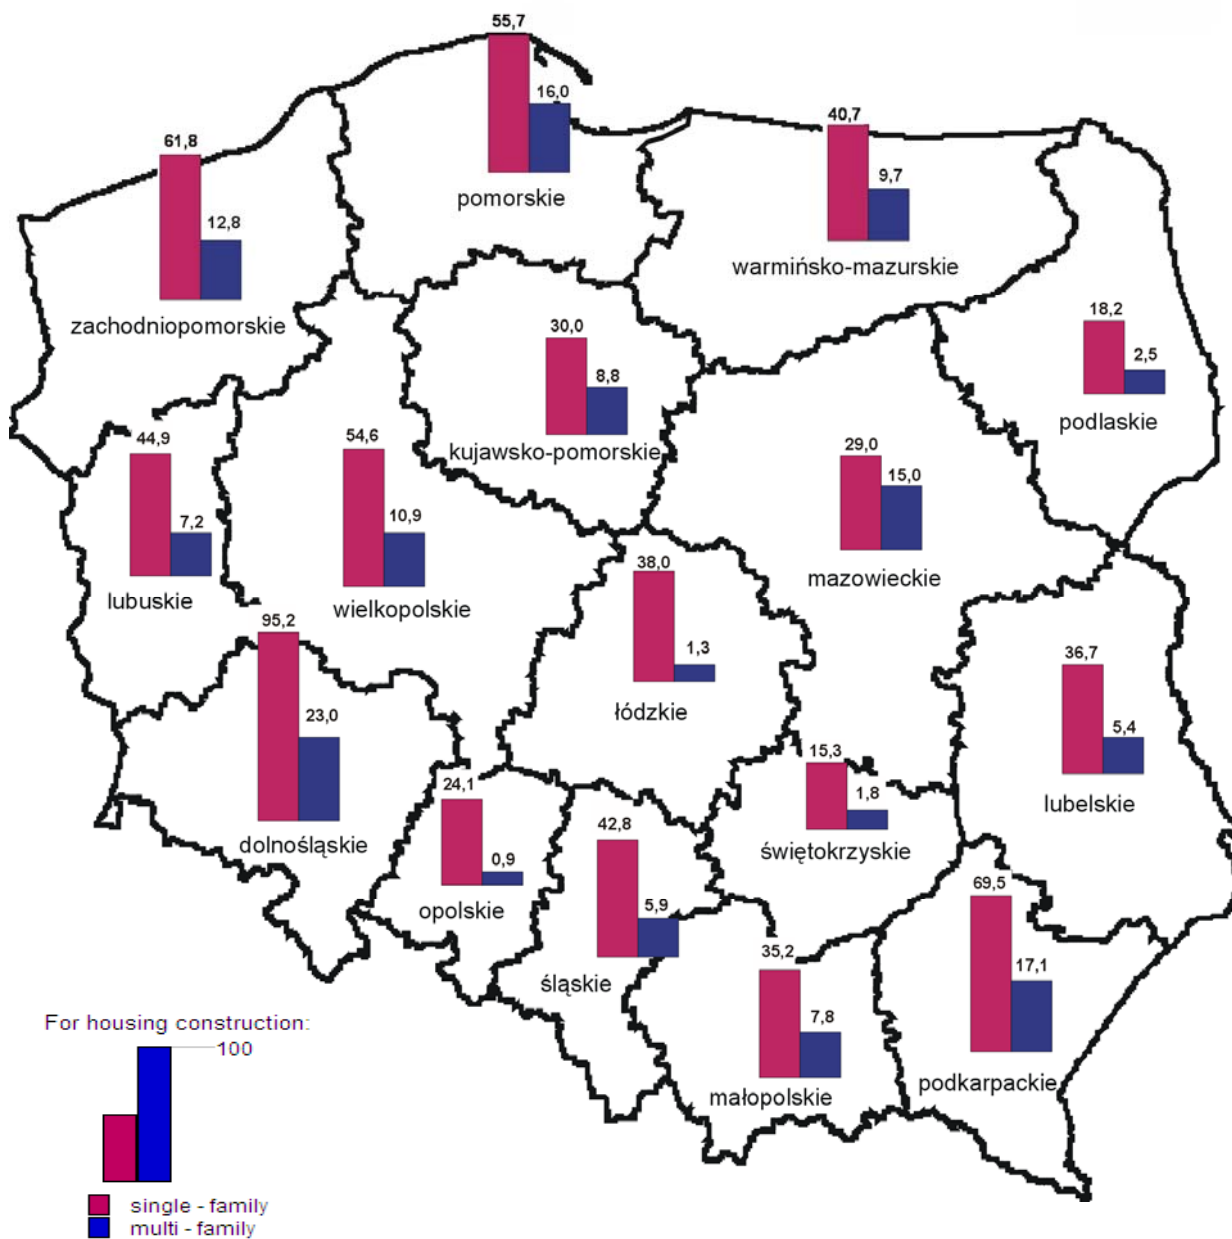 55,7
16,0
pomorskie
40,7
9,7
warmińsko-mazurskie
61,8
12,8
zachodniopomorskie
18,2
2,5
podlaskie
30,0
8,8
kujawsko-pomorskie
44,9
7,2
lubuskie
54,6
10,9
wielkopolskie
29,0
15,0
mazowieckie
38,0
1,3
łódzkie
95,2
23,0
dolnośląskie
36,7
5,4
lubelskie
15,3
1,8
świętokrzyskie
24,1
0,9
opolskie
42,8
5,9
śląskie
69,5
17,1
podkarpackie
35,2
7,8
małopolskie
For housing construction:
100
single - family
multi - family